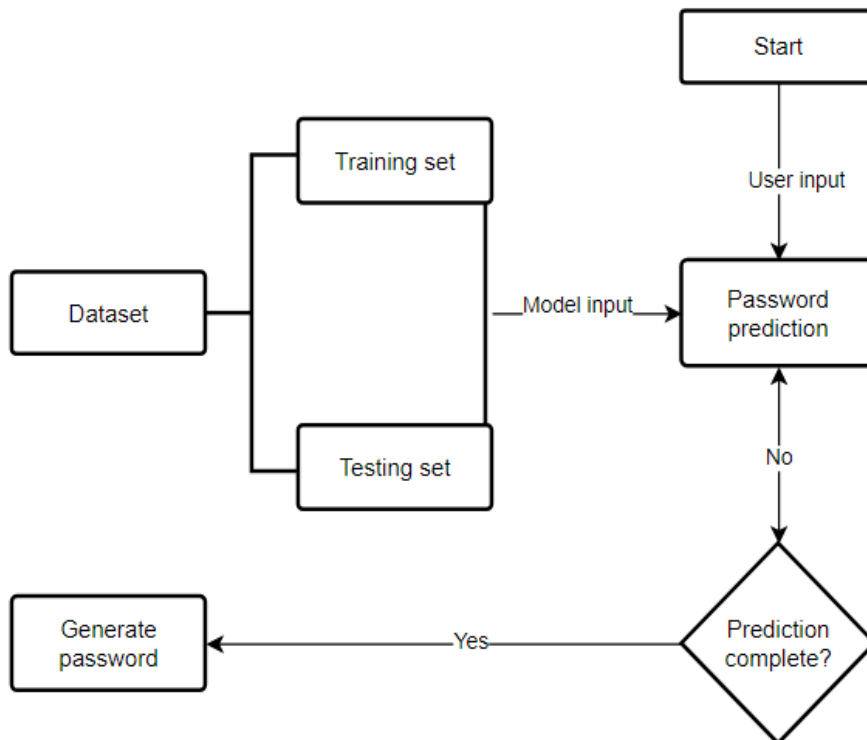 Start
Training set
User input
Dataset
Model input
Password
prediction
Testing set
No
Generate
password
Yes
Prediction
complete?